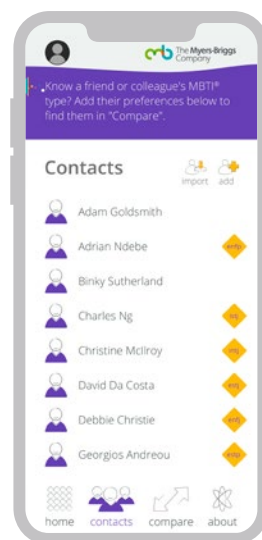 The Myers-Briggs
Company
Know a friend or colleague's MBTI®
type? Add their preferences below to
find them in "Compare".
Contacts
import add
Adam Goldsmith
Adrian Ndebe
Binky Sutherland
Charles Ng
Christine McIlroy
David Da Costa
Debbie Christie
Georgios Andreou
home contacts compare about